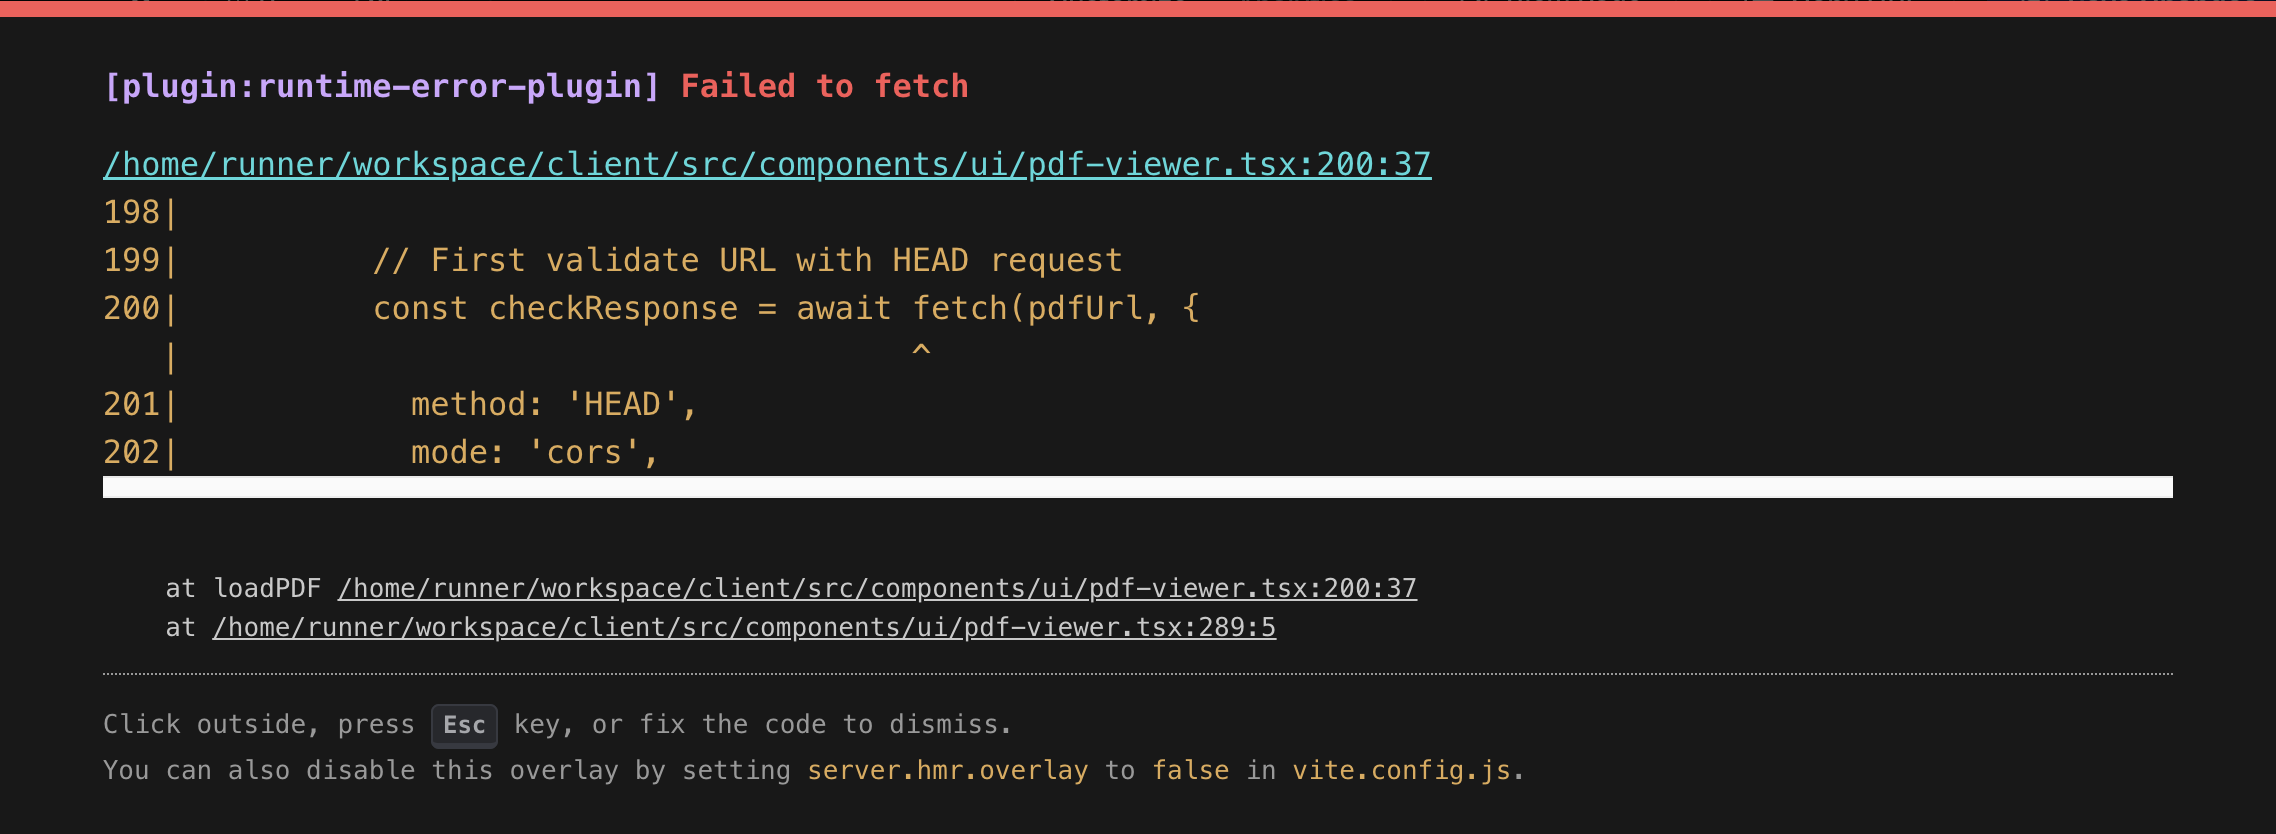 [plugin:runtime-error-plugin] Failed to fetch
/home/runner/workspace/client/src/components/ui/pdf-viewer.tsx:200:37
198|
199|          // First validate URL with HEAD request
200|          const checkResponse = await fetch(pdfUrl, {
   |                                      ^
201|            method: 'HEAD',
202|            mode: 'cors',
at loadPDF /home/runner/workspace/client/src/components/ui/pdf-viewer.tsx:200:37
at /home/runner/workspace/client/src/components/ui/pdf-viewer.tsx:289:5
Click outside, press Esc key, or fix the code to dismiss.
You can also disable this overlay by setting server.hmr.overlay to false in vite.config.js.